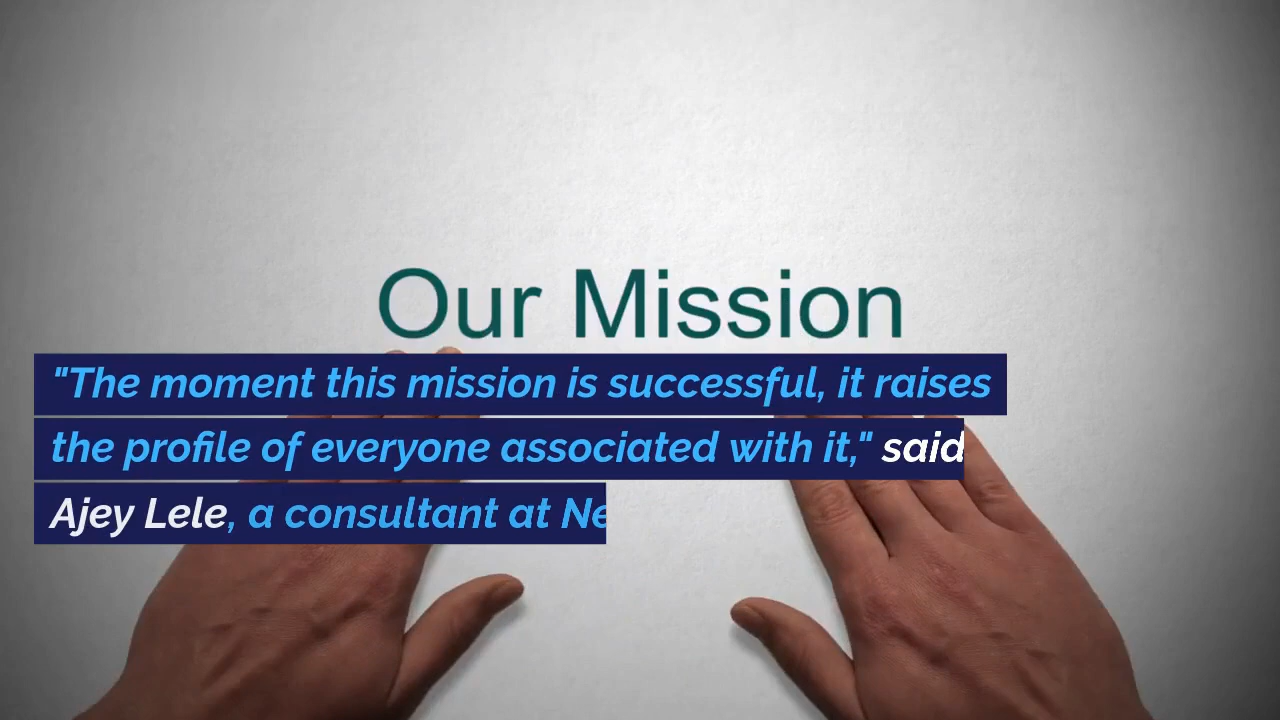 Our Mission
"The moment this mission is successful, it raises
the profile of everyone associated with it," said
Ajey Lele, a consultant at